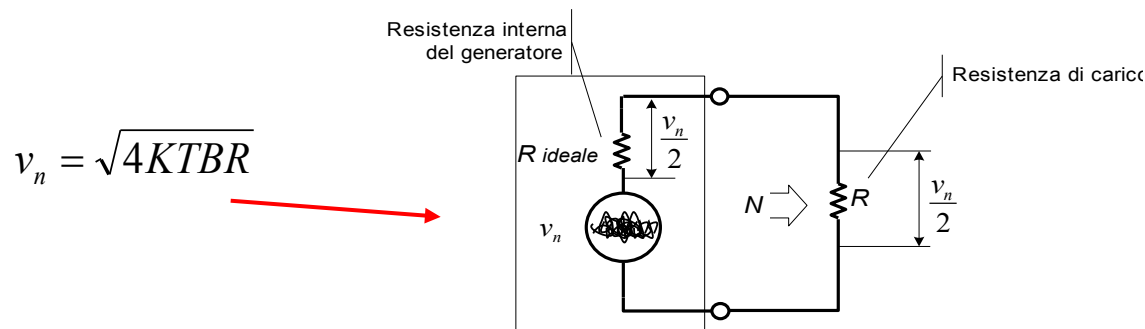 Resistenza interna
del generatore
Resistenza di carico
v_n = √4KTBR
R ideale
v_n/2
v_n
N
R
v_n/2